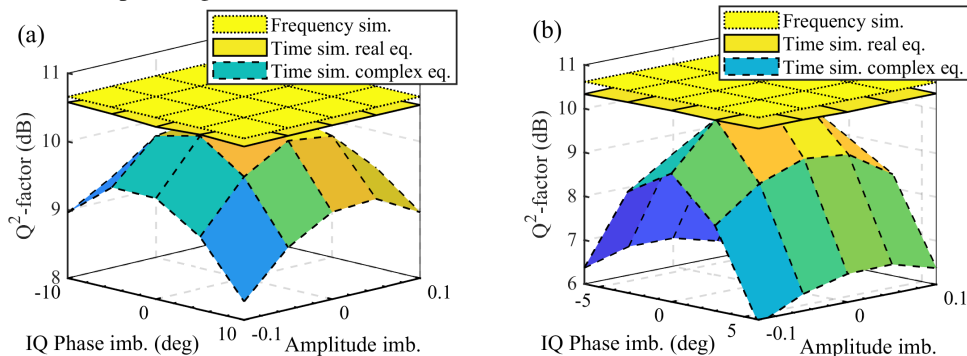 (a)
Frequency sim.
Time sim. real eq.
Time sim. complex eq.
11
10
9
8
Q²-factor (dB)
-10
0
10
IQ Phase imb. (deg)
-0.1
0
0.1
Amplitude imb.
(b)
Frequency sim.
Time sim. real eq.
Time sim. complex eq.
11
10
9
8
7
6
Q²-factor (dB)
-5
0
5
IQ Phase imb. (deg)
-0.1
0
0.1
Amplitude imb.